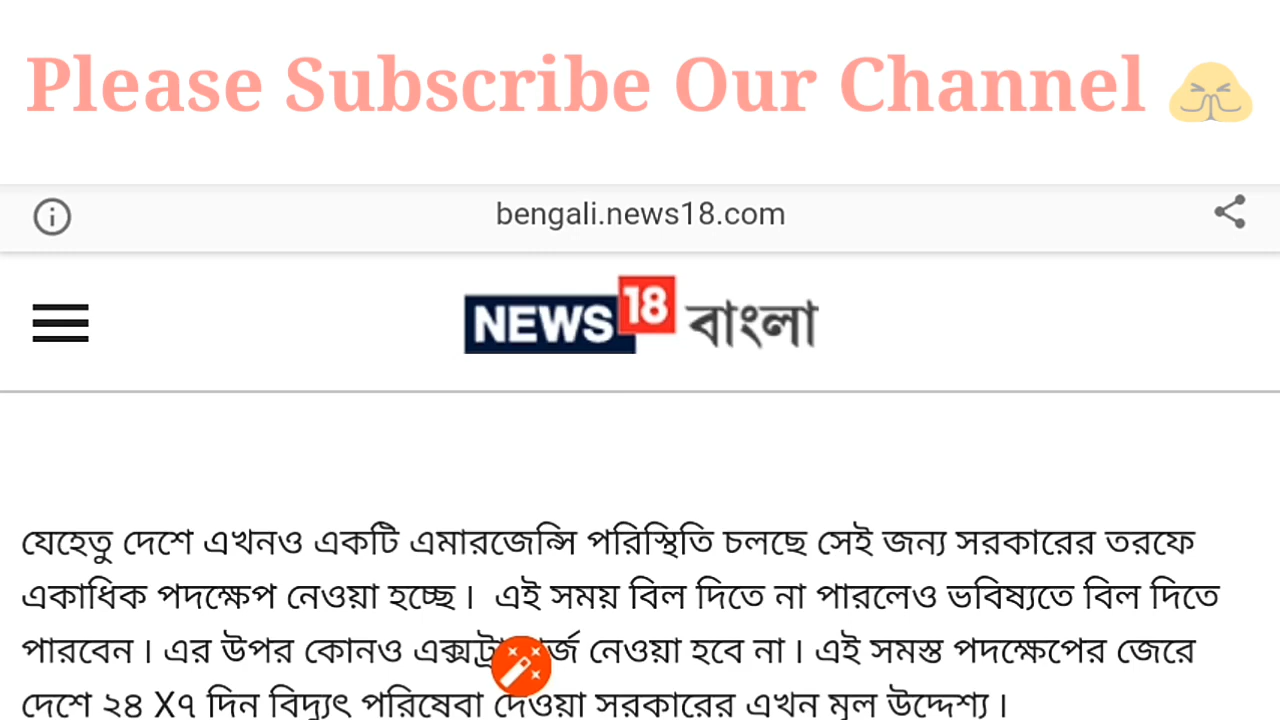 Please Subscribe Our Channel
bengali.news18.com
NEWS 18 বাংলা
যেহেতু দেশে এখনও একটি এমারজেন্সি পরিস্থিতি চলছে সেই জন্য সরকারের তরফে
একাধিক পদক্ষেপ নেওয়া হচ্ছে। এই সময় বিল দিতে না পারলেও ভবিষ্যতে বিল দিতে
পারবেন। এর উপর কোনও নেওয়া হবে না। এই সমস্ত পদক্ষেপের জেরে
দেশে ২৪ X৭ দিন বিদ্যুৎ পরিষেবা দেওয়া সরকারের এখন মূল উদ্দেশ্য।